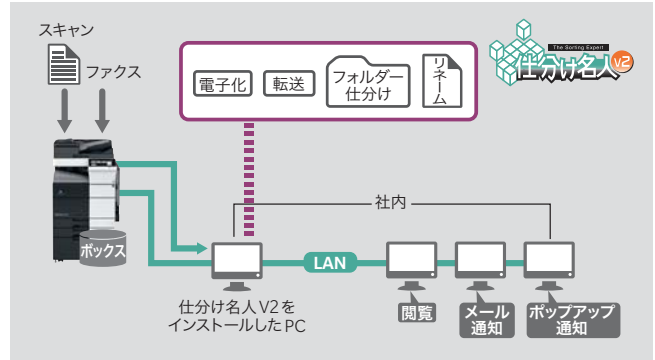 スキャン
ファクス
電子化
転送
フォルダー
仕分け
リネーム
The Sorting Expert
仕分け名人V2
社内
ボックス
LAN
仕分け名人V2を
インストールしたPC
閲覧
メール
通知
ポップアップ
通知